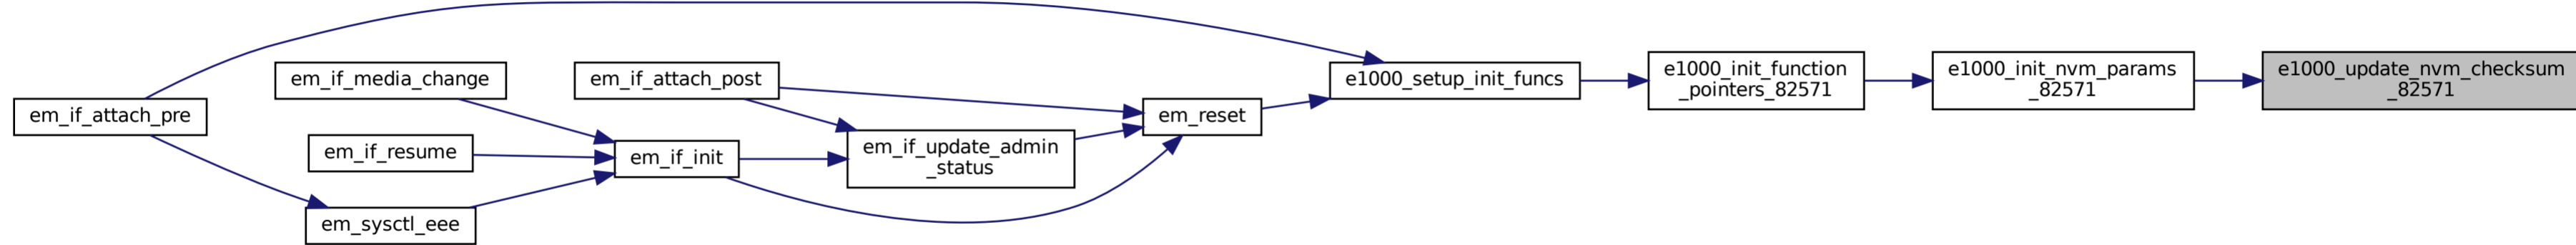 em_if_attach_pre
em_if_media_change
em_if_resume
em_sysctl_eee
em_if_attach_post
em_if_init
em_if_update_admin
_status
em_reset
e1000_setup_init_funcs
e1000_init_function
_pointers_82571
e1000_init_nvm_params
_82571
e1000_update_nvm_checksum
_82571